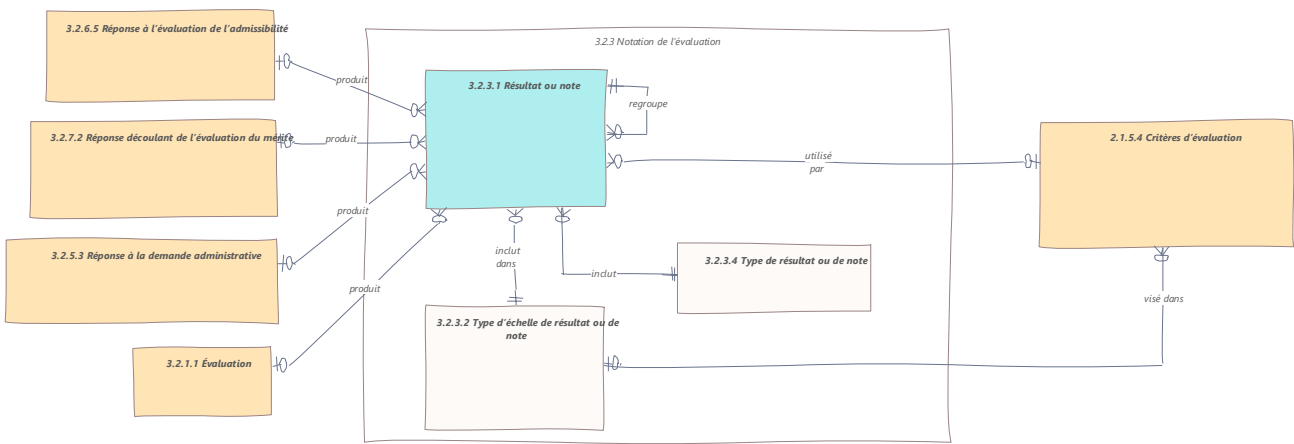 3.2.6.5 Réponse à l'évaluation de l'admissibilité
3.2.3 Notation de l'évaluation
produit
3.2.3.1 Résultat ou note
regroupe
3.2.7.2 Réponse découlant de l'évaluation du mérite
produit
2.1.5.4 Critères d'évaluation
utilisé
par
produit
3.2.5.3 Réponse à la demande administrative
inclut
dans
3.2.3.4 Type de résultat ou de note
inclut
produit
visé dans
3.2.3.2 Type d'échelle de résultat ou de
note
3.2.1.1 Évaluation